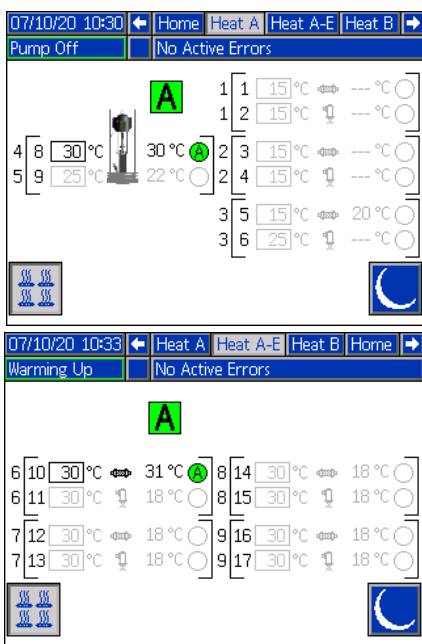 07/10/20 10:30 Home Heat A Heat A-E Heat B
Pump Off No Active Errors
A
1 1 15 °C --- °C
1 2 15 °C --- °C
4 8 30 °C 30 °C A 2 3 15 °C --- °C
5 9 25 °C 22 °C 2 4 15 °C --- °C
3 5 15 °C 20 °C
3 6 25 °C --- °C
07/10/20 10:33 Heat A Heat A-E Heat B Home
Warming Up No Active Errors
A
6 10 30 °C 31 °C A 8 14 30 °C 18 °C
6 11 30 °C 18 °C 8 15 30 °C 18 °C
7 12 30 °C 18 °C 9 16 30 °C 18 °C
7 13 30 °C 18 °C 9 17 30 °C 18 °C